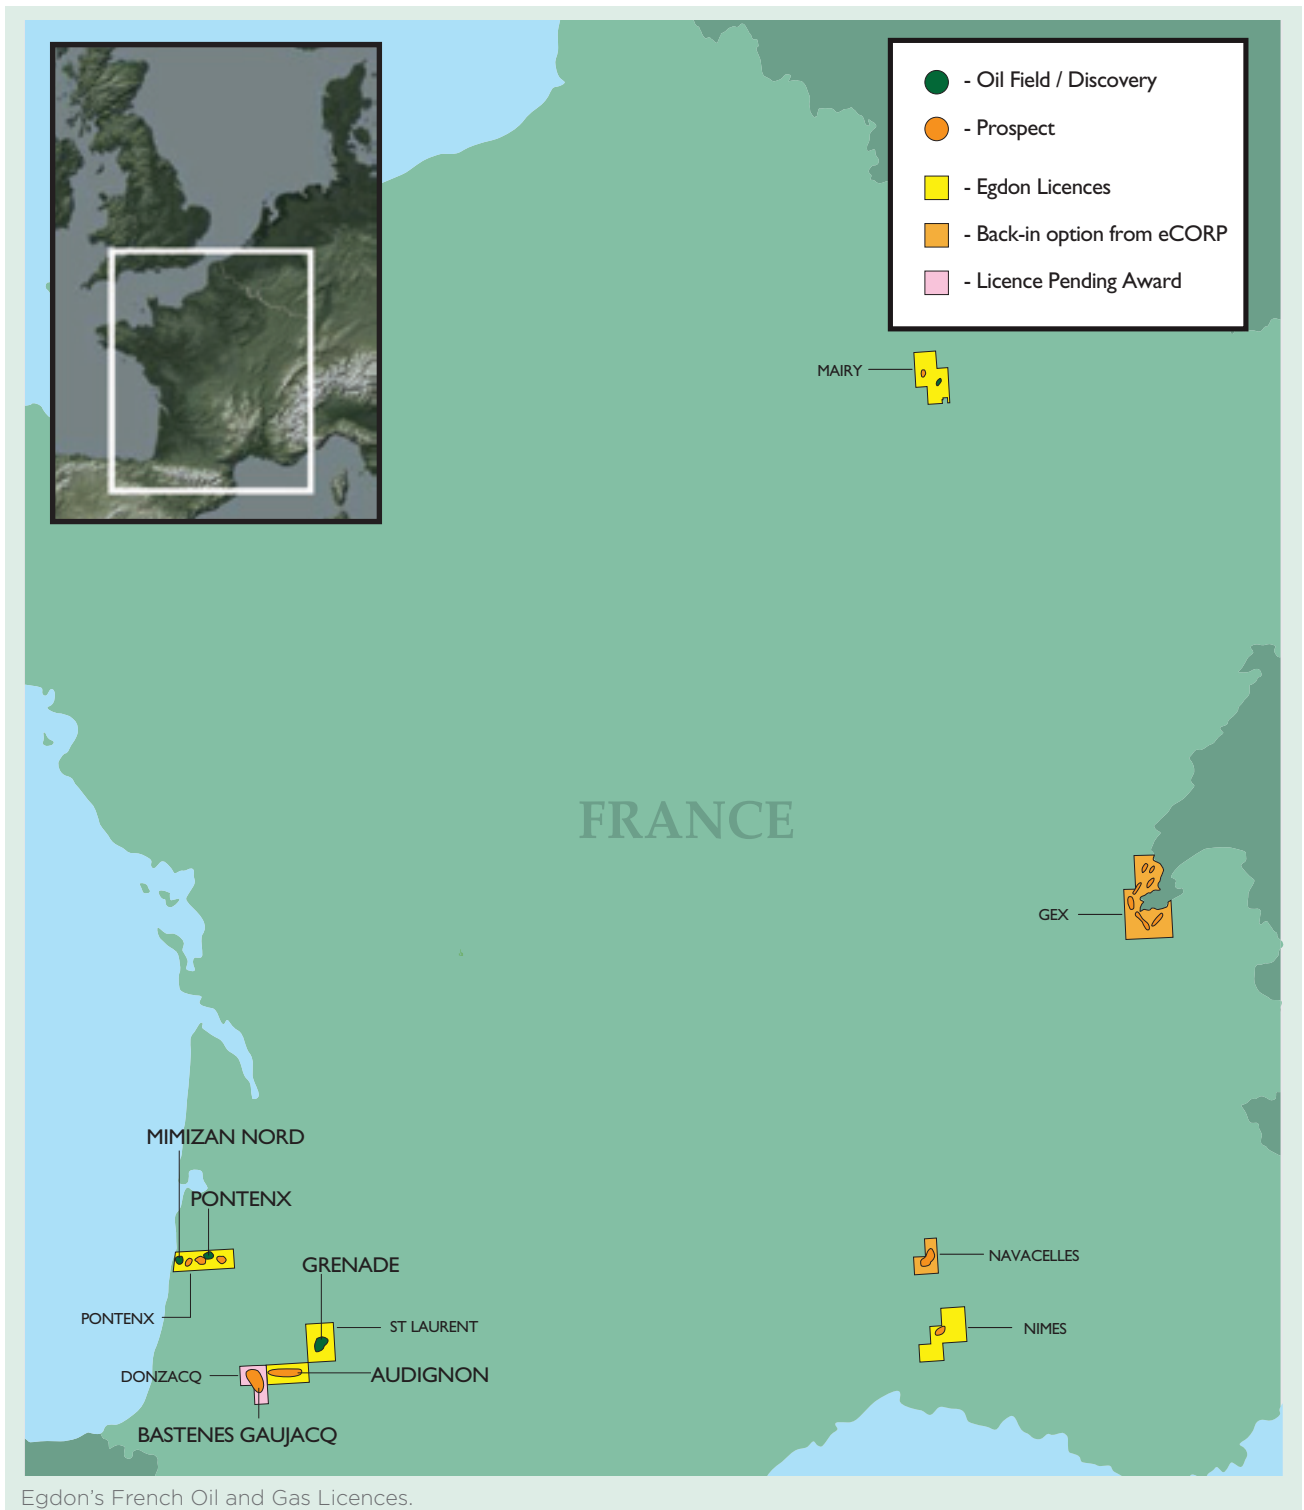 - Oil Field / Discovery
- Prospect
- Egdon Licences
- Back-in option from eCORP
- Licence Pending Award
MAIRY
FRANCE
GEX
MIMIZAN NORD
PONTENX
GRENADE
NAVACELLES
PONTENX
ST LAURENT
NIMES
DONZACQ
AUDIGNON
BASTENES GAUJACQ
Egdon's French Oil and Gas Licences.